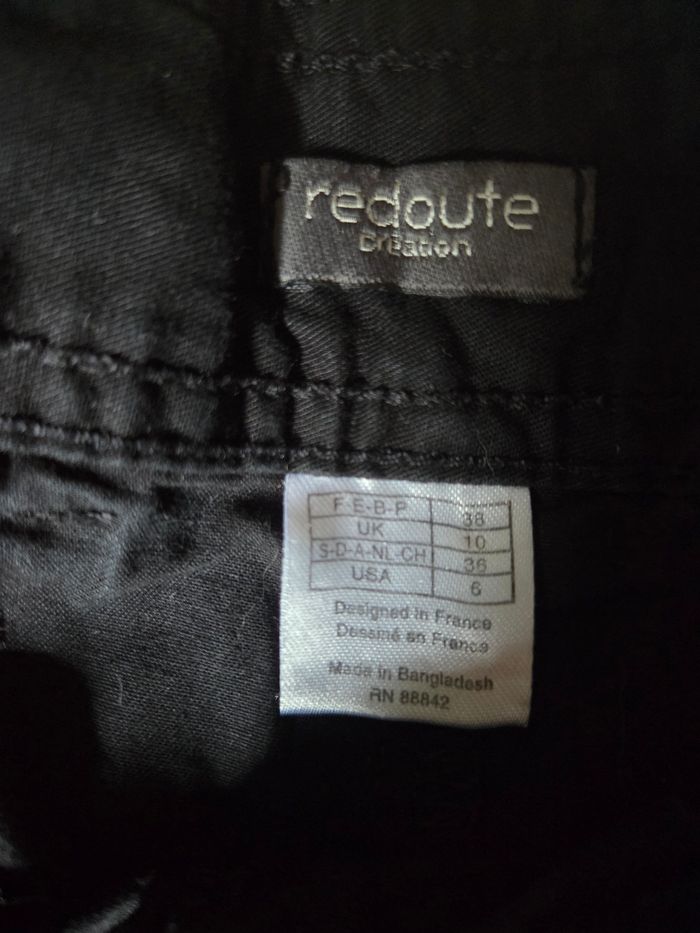 redoute
Création
F-E-B-P 38
UK 10
S-D-A-NL-CH 36
USA 6
Designed in France
Dessiné en France
Made in Bangladesh
RN 88842